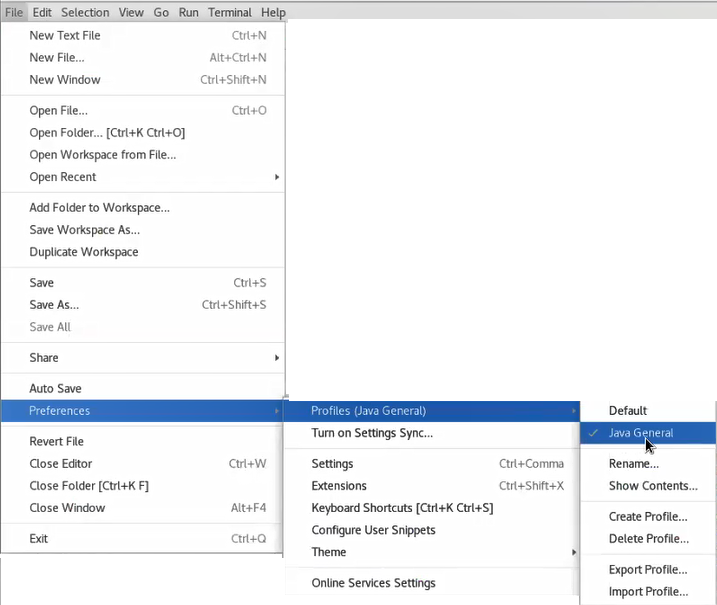 File Edit Selection View Go Run Terminal Help
New Text File Ctrl+N
New File... Alt+Ctrl+N
New Window Ctrl+Shift+N
Open File... Ctrl+O
Open Folder... [Ctrl+K Ctrl+O]
Open Workspace from File...
Open Recent
Add Folder to Workspace...
Save Workspace As...
Duplicate Workspace
Save Ctrl+S
Save As... Ctrl+Shift+S
Save All
Share
Auto Save
Preferences
Revert File
Close Editor Ctrl+W
Close Folder [Ctrl+K F]
Close Window Alt+F4
Exit Ctrl+Q
Profiles (Java General)
Turn on Settings Sync...
Settings Ctrl+Comma
Extensions Ctrl+Shift+X
Keyboard Shortcuts [Ctrl+K Ctrl+S]
Configure User Snippets
Theme
Online Services Settings
Default
Java General
Rename...
Show Contents...
Create Profile...
Delete Profile...
Export Profile...
Import Profile...